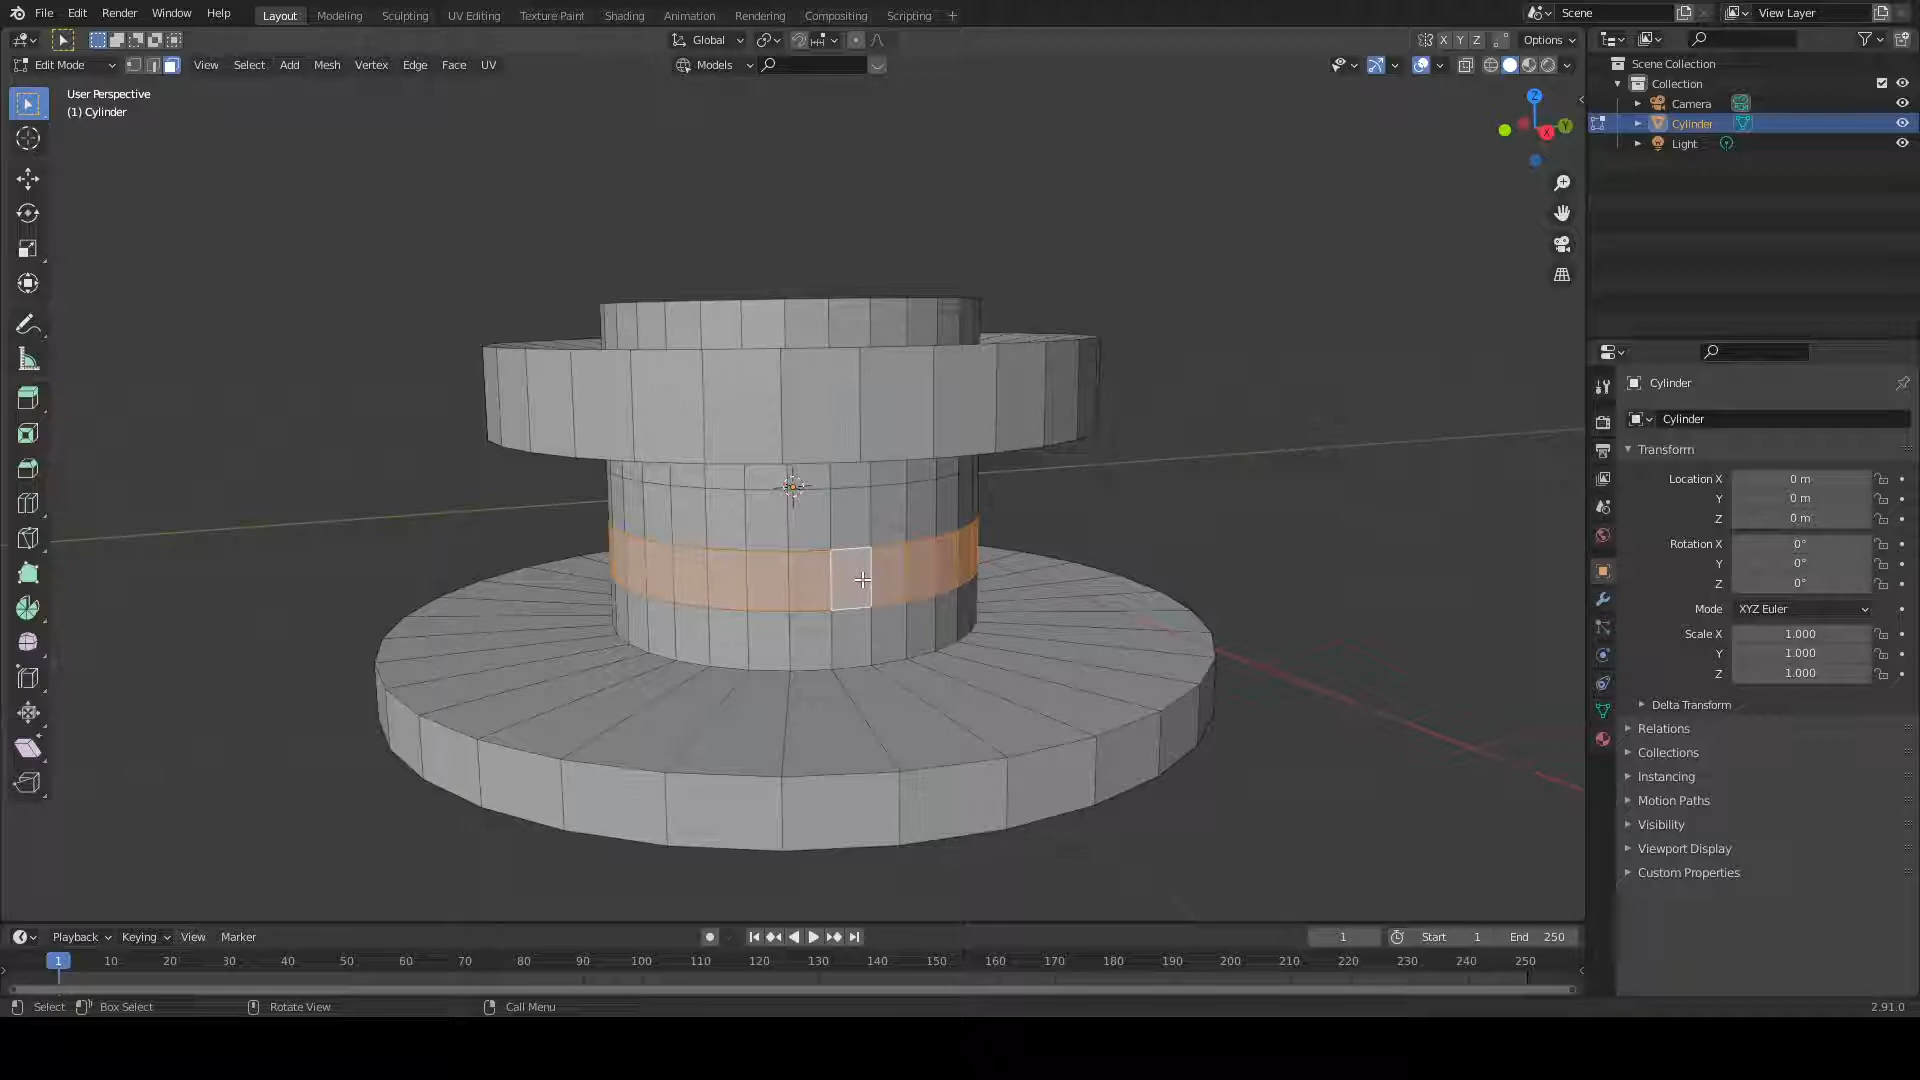 File Edit Render Window Help
Layout Modeling Sculpting UV Editing Texture Paint Shading Animation Rendering Compositing Scripting +
Scene
View Layer
Global
X Y Z
Options
Edit Mode
View Select Add Mesh Vertex Edge Face UV
Models
User Perspective
(1) Cylinder
Z
Y
X
Scene Collection
Collection
Camera
Cylinder
Light
Cylinder
Cylinder
Transform
Location X 0 m
Y 0 m
Z 0 m
Rotation X 0°
Y 0°
Z 0°
Mode XYZ Euler
Scale X 1.000
Y 1.000
Z 1.000
Delta Transform
Relations
Collections
Instancing
Motion Paths
Visibility
Viewport Display
Custom Properties
Playback Keying View Marker
1 Start 1 End 250
1 10 20 30 40 50 60 70 80 90 100 110 120 130 140 150 160 170 180 190 200 210 220 230 240 250
Select Box Select Rotate View Call Menu
2.91.0